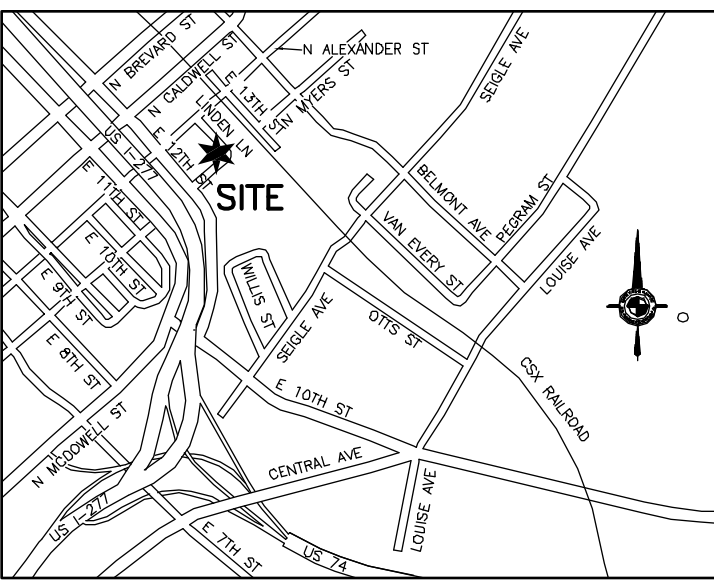 N BREVARD ST
N CALDWELL ST
N ALEXANDER ST
E 13TH ST
N MYERS ST
SEIGLE AVE
LINDEN LN
US I-277
E 12TH ST
SITE
E 11TH ST
E 10TH ST
E 9TH ST
E 8TH ST
BELMONT AVE
PEGRAM ST
VAN EVERY ST
LOUISE AVE
WILLIS ST
SEIGLE AVE
OTTS ST
CSX RAILROAD
E 10TH ST
N MCDOWELL ST
CENTRAL AVE
LOUISE AVE
US I-277
E 7TH ST
US 74